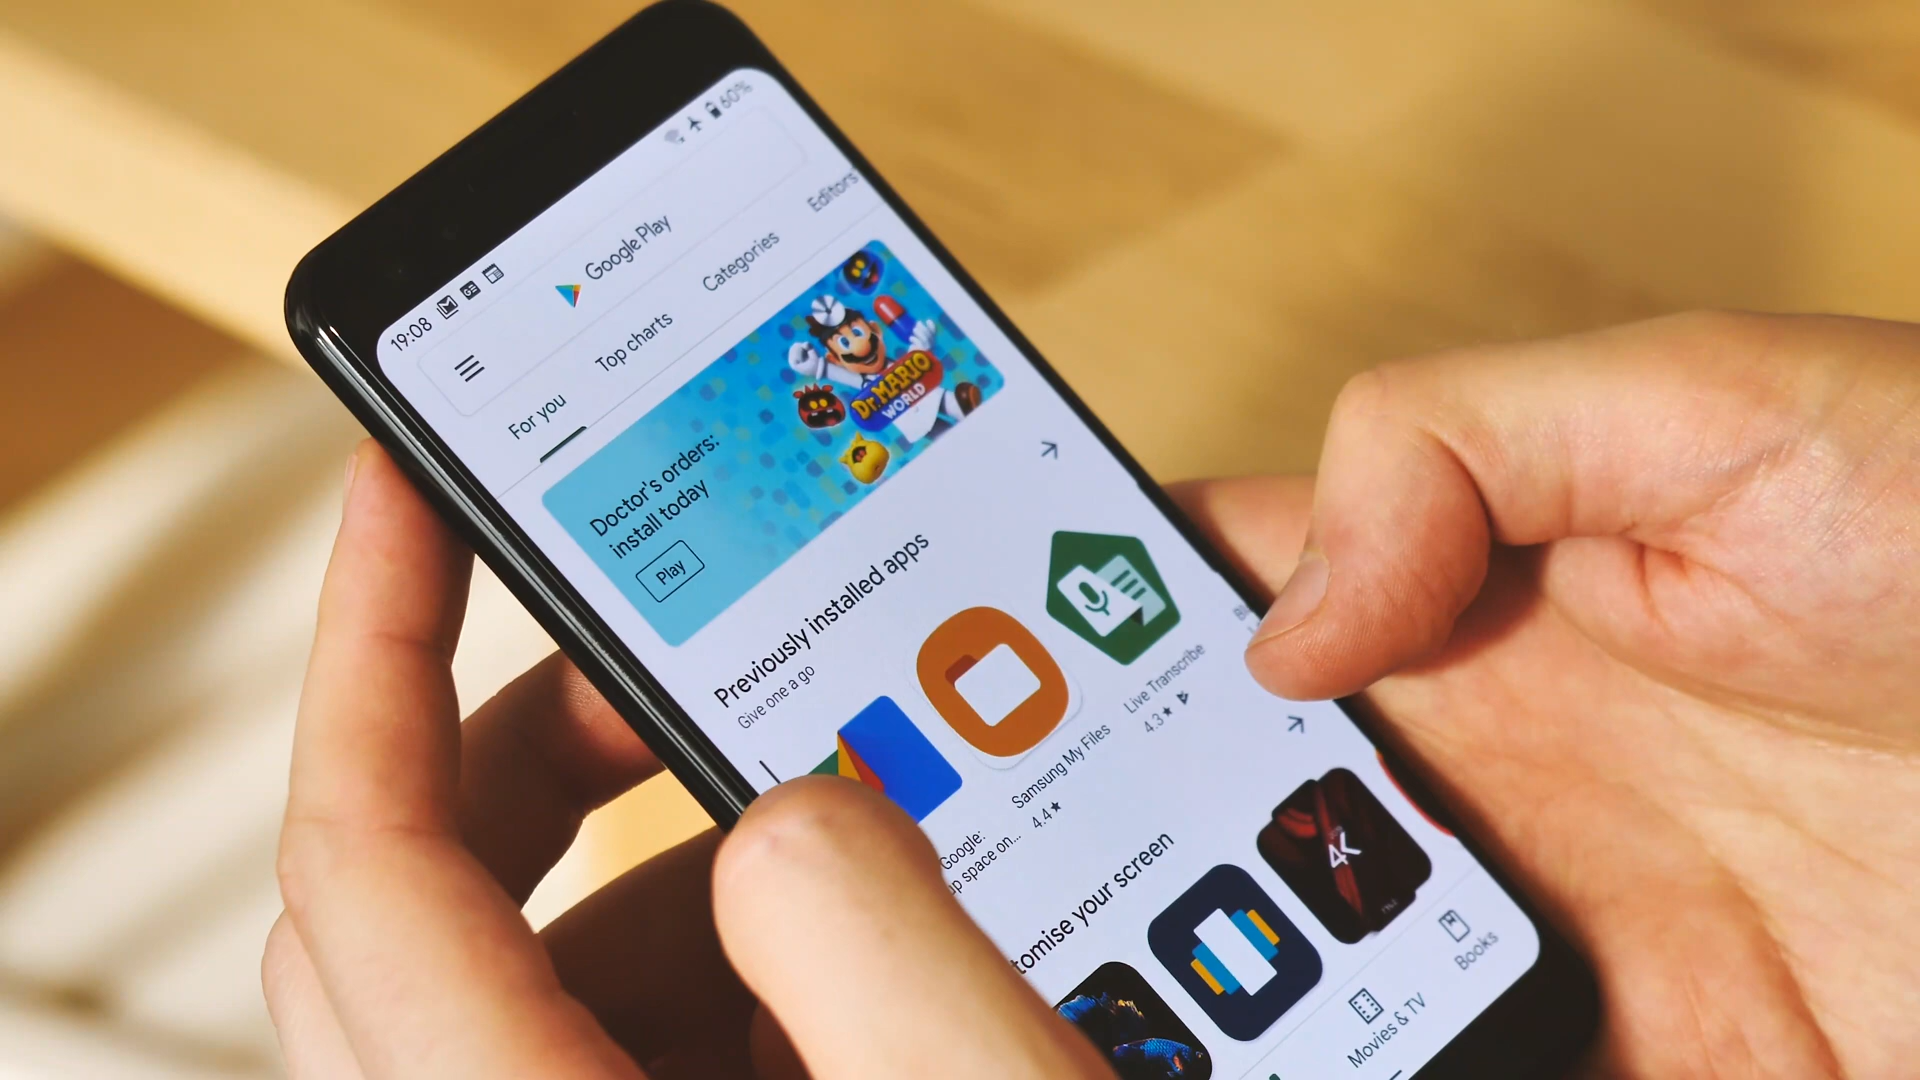 19:08
60%
Google Play
For you
Top charts
Categories
Editors'
Doctor's orders:
install today
Play
Dr. MARIO
WORLD
Previously installed apps
Give one a go
Google:
up space on...
Samsung My Files
4.4★
Live Transcribe
4.3★
tomise your screen
4K
Movies & TV
Books